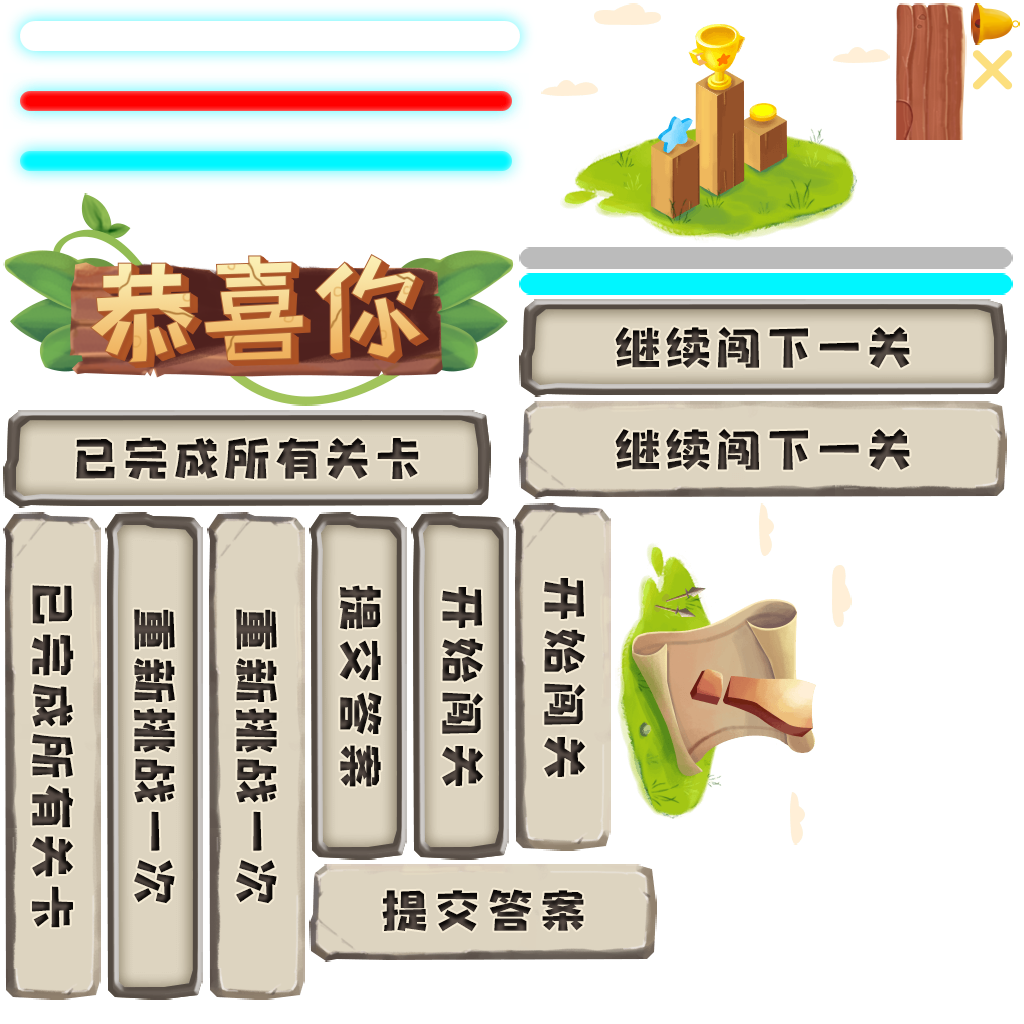 恭喜你
继续闯下一关
继续闯下一关
已完成所有关卡
已完成所有关卡
重新挑战一次
重新挑战一次
提交答案
开始闯关
开始闯关
提交答案